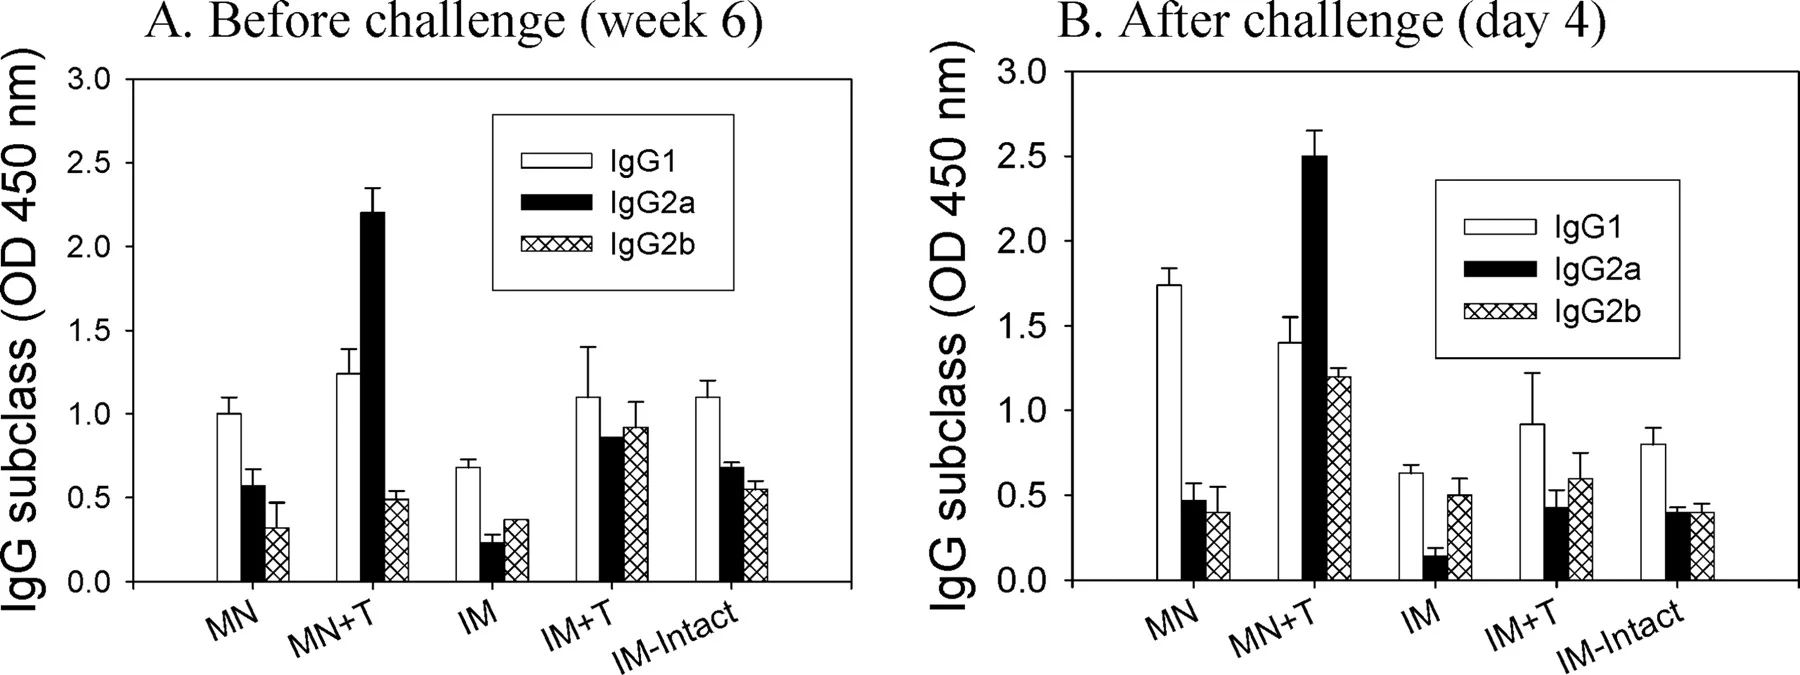 A. Before challenge (week 6)
IgG subclass (OD 450 nm)
3.0
2.5
2.0
1.5
1.0
0.5
0.0
IgG1
IgG2a
IgG2b
MN
MN+T
IM
IM+T
IM-Intact
B. After challenge (day 4)
IgG subclass (OD 450 nm)
3.0
2.5
2.0
1.5
1.0
0.5
0.0
IgG1
IgG2a
IgG2b
MN
MN+T
IM
IM+T
IM-Intact